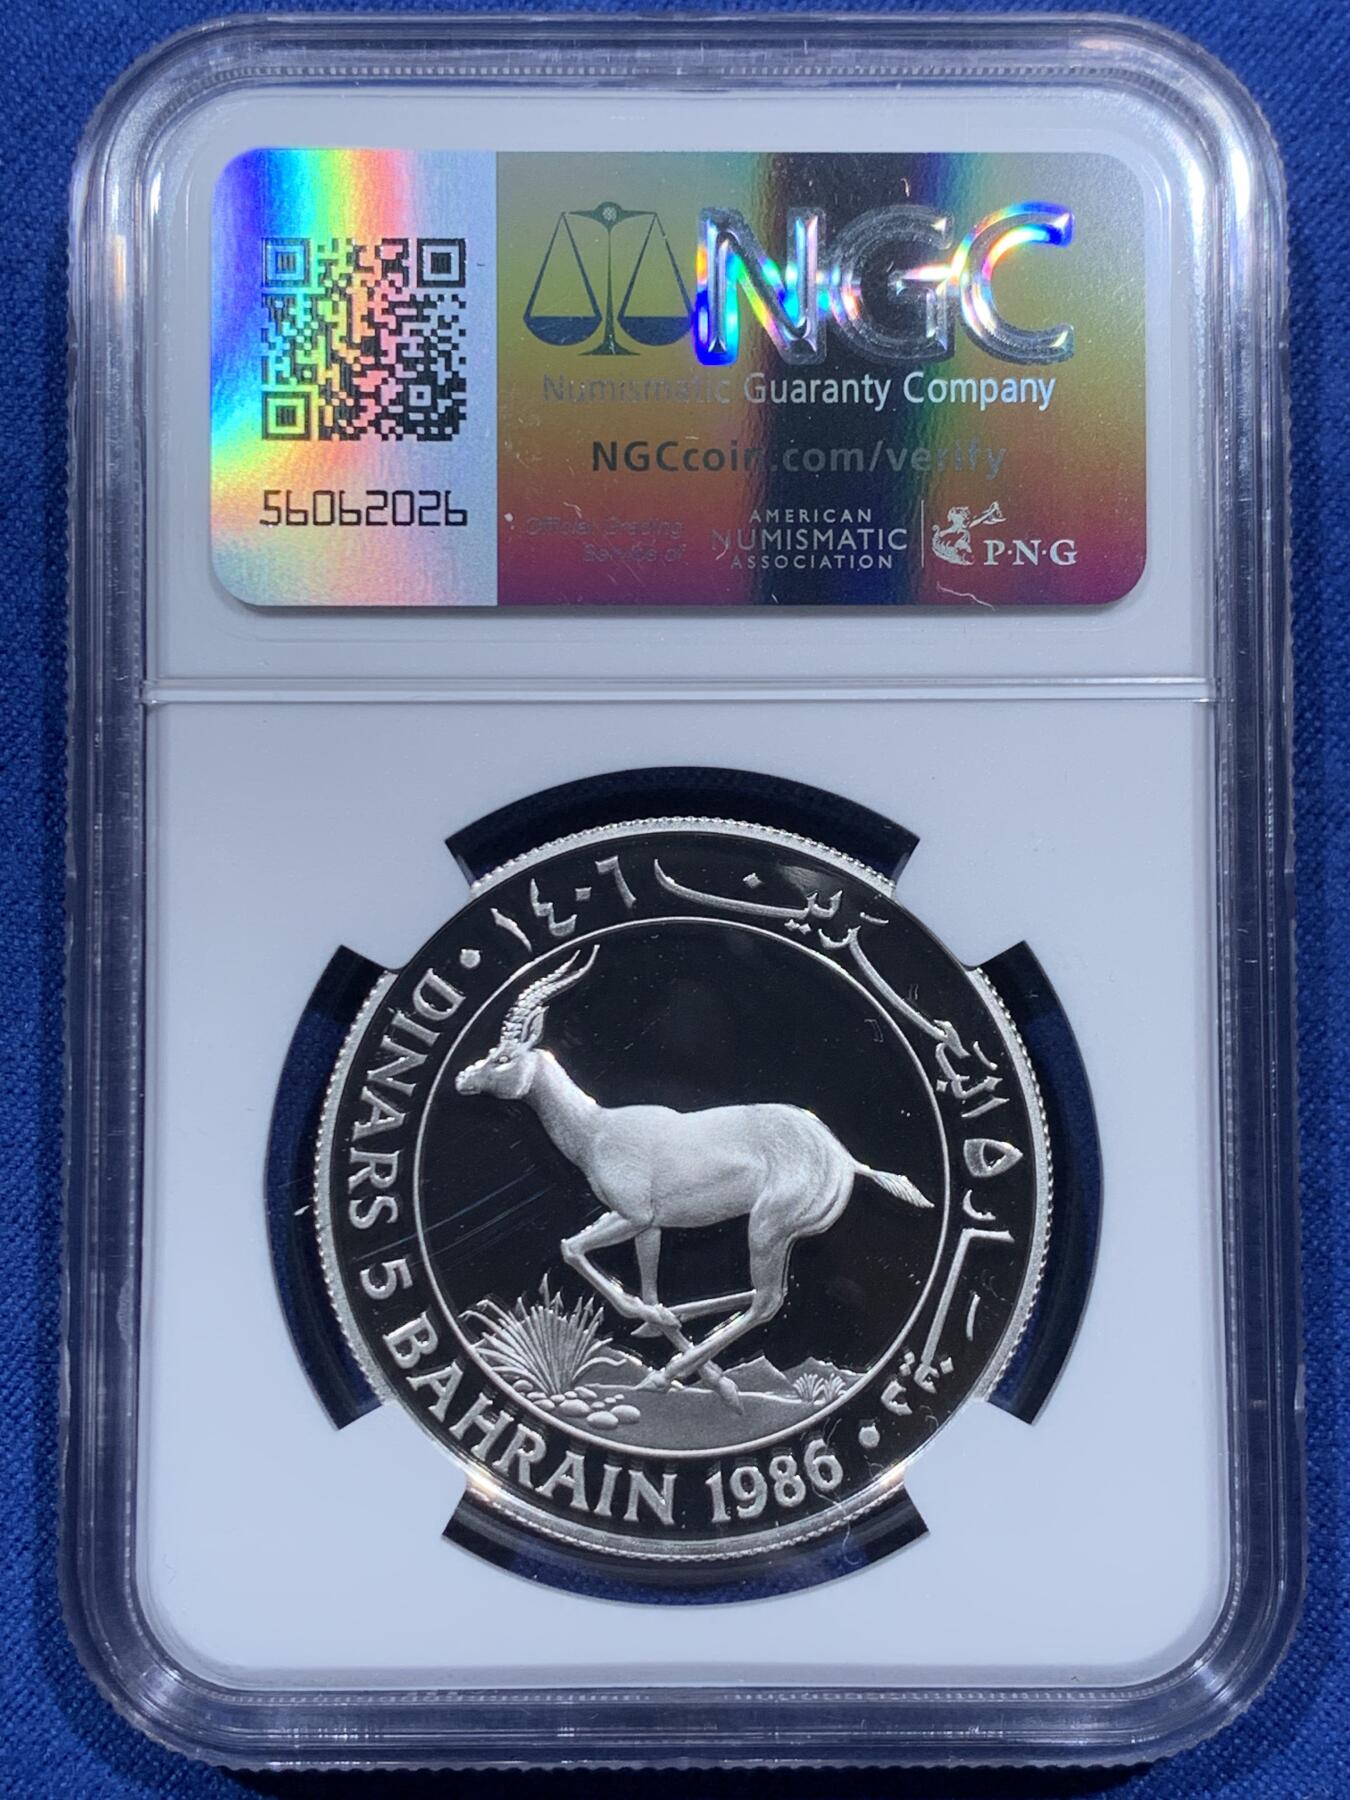 NGC
Numismatic Guaranty Company
NGCcoin.com/verify
56062026
Official Grading
Service of
AMERICAN
NUMISMATIC
ASSOCIATION
P·N·G
١٤٠٦ البحرين ٥ دنانير
DINARS 5 BAHRAIN 1986